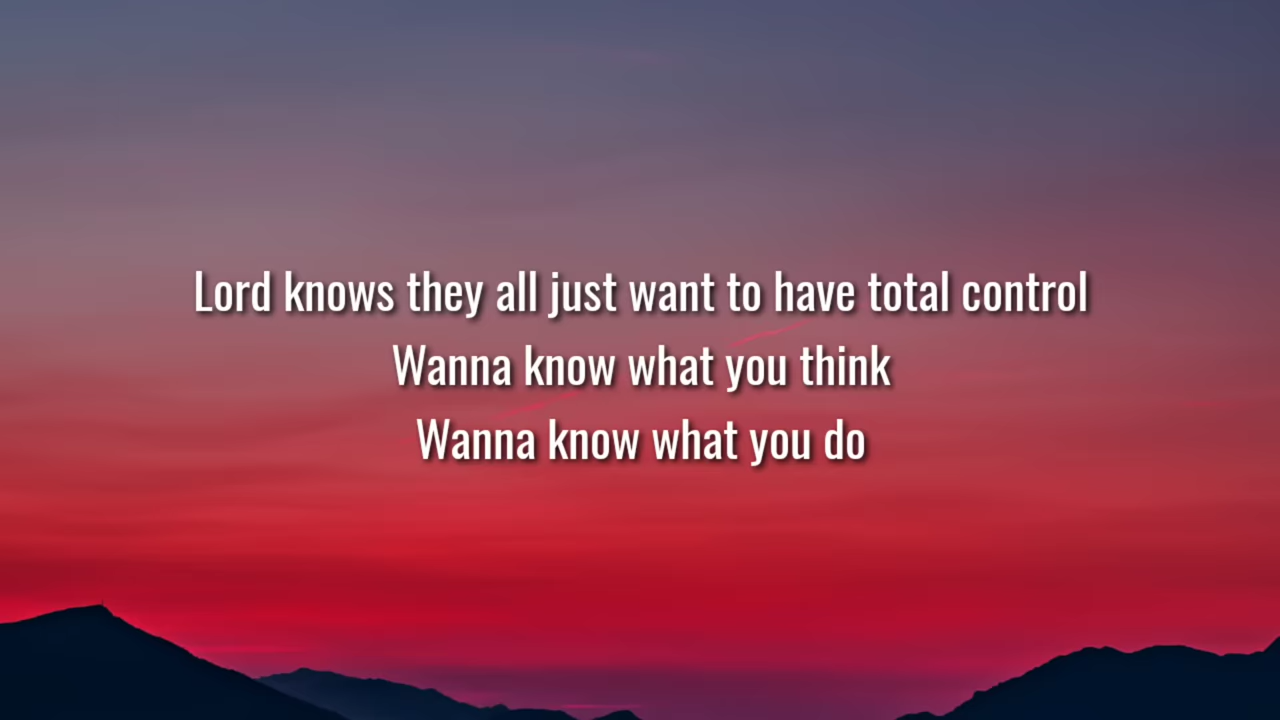 Lord knows they all just want to have total control
Wanna know what you think
Wanna know what you do